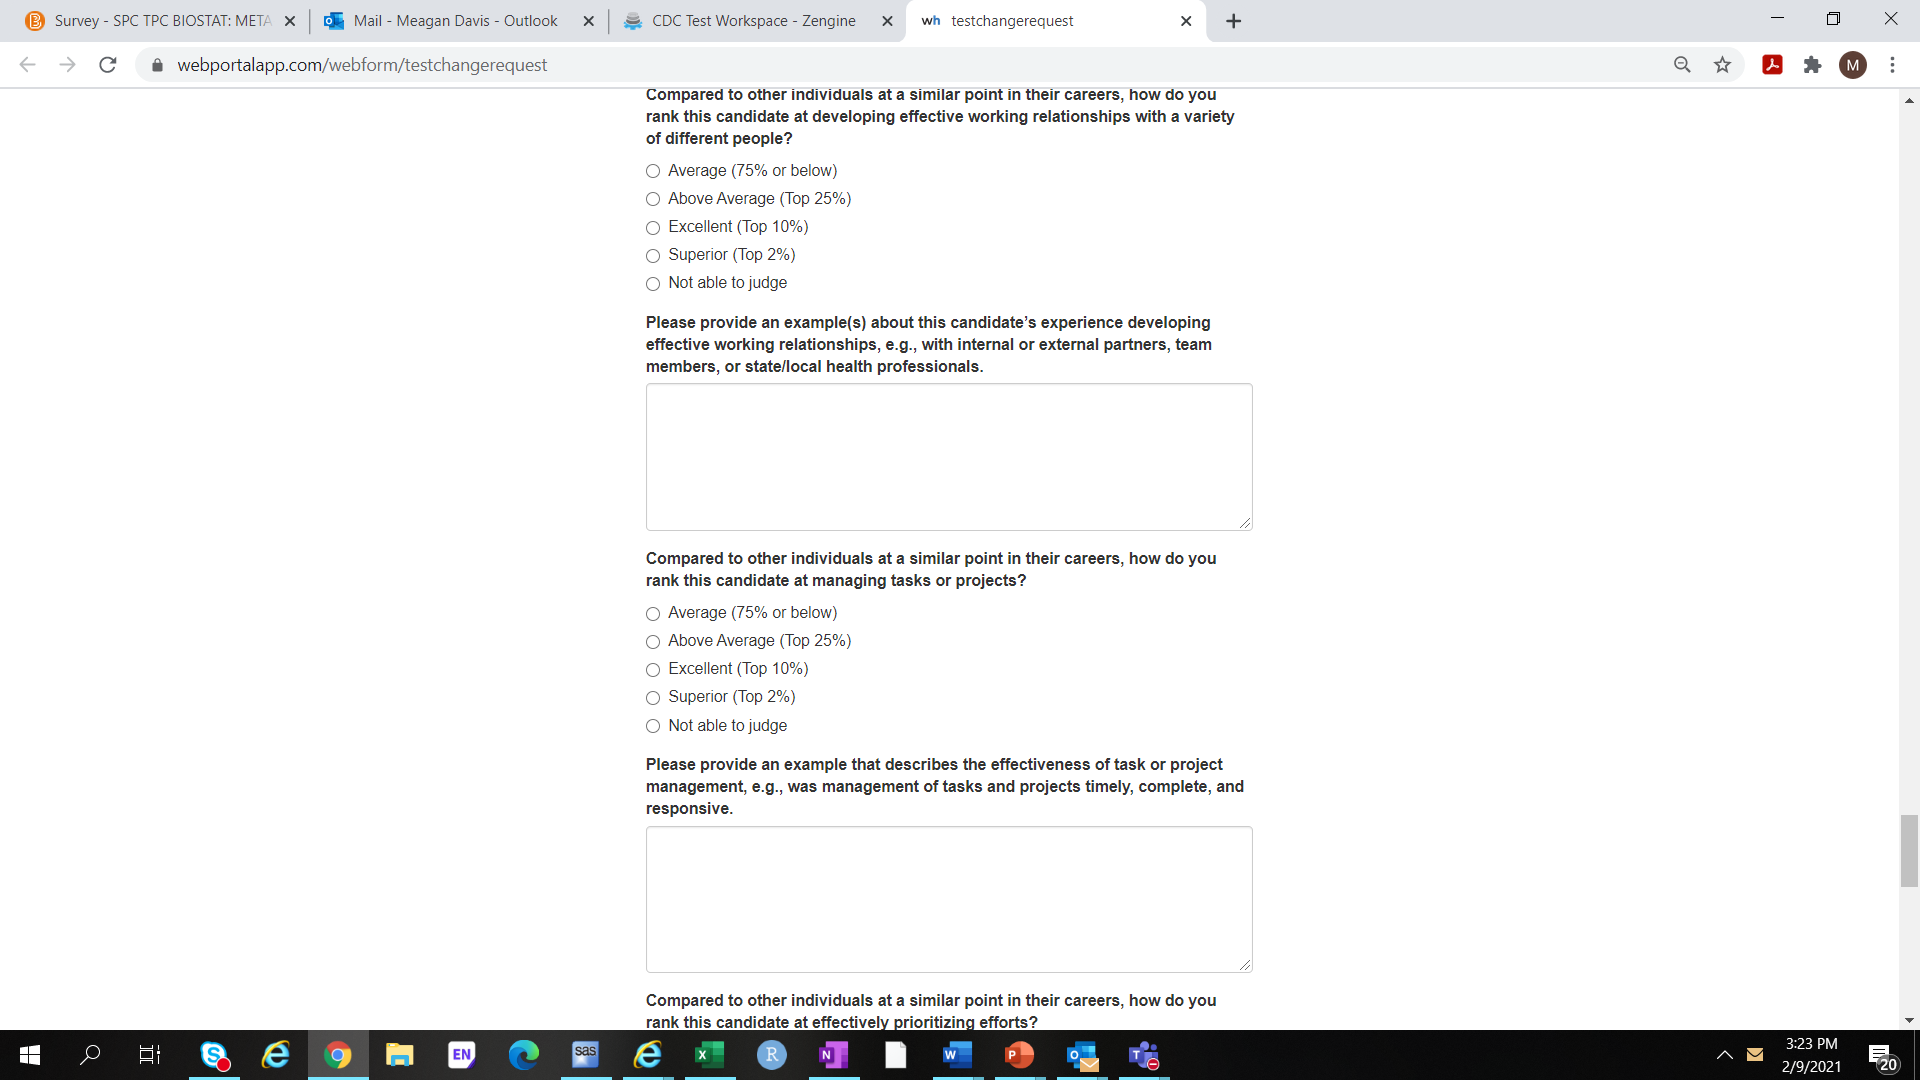 Survey - SPC TPC BIOSTAT: META
Mail - Meagan Davis - Outlook
CDC Test Workspace - Zengine
wh testchangerequest
webportalapp.com/webform/testchangerequest
M
Compared to other individuals at a similar point in their careers, how do you
rank this candidate at developing effective working relationships with a variety
of different people?
Average (75% or below)
Above Average (Top 25%)
Excellent (Top 10%)
Superior (Top 2%)
Not able to judge
Please provide an example(s) about this candidate’s experience developing
effective working relationships, e.g., with internal or external partners, team
members, or state/local health professionals.
Compared to other individuals at a similar point in their careers, how do you
rank this candidate at managing tasks or projects?
Average (75% or below)
Above Average (Top 25%)
Excellent (Top 10%)
Superior (Top 2%)
Not able to judge
Please provide an example that describes the effectiveness of task or project
management, e.g., was management of tasks and projects timely, complete, and
responsive.
Compared to other individuals at a similar point in their careers, how do you
rank this candidate at effectively prioritizing efforts?
EN
sas
R
3:23 PM
2/9/2021
20